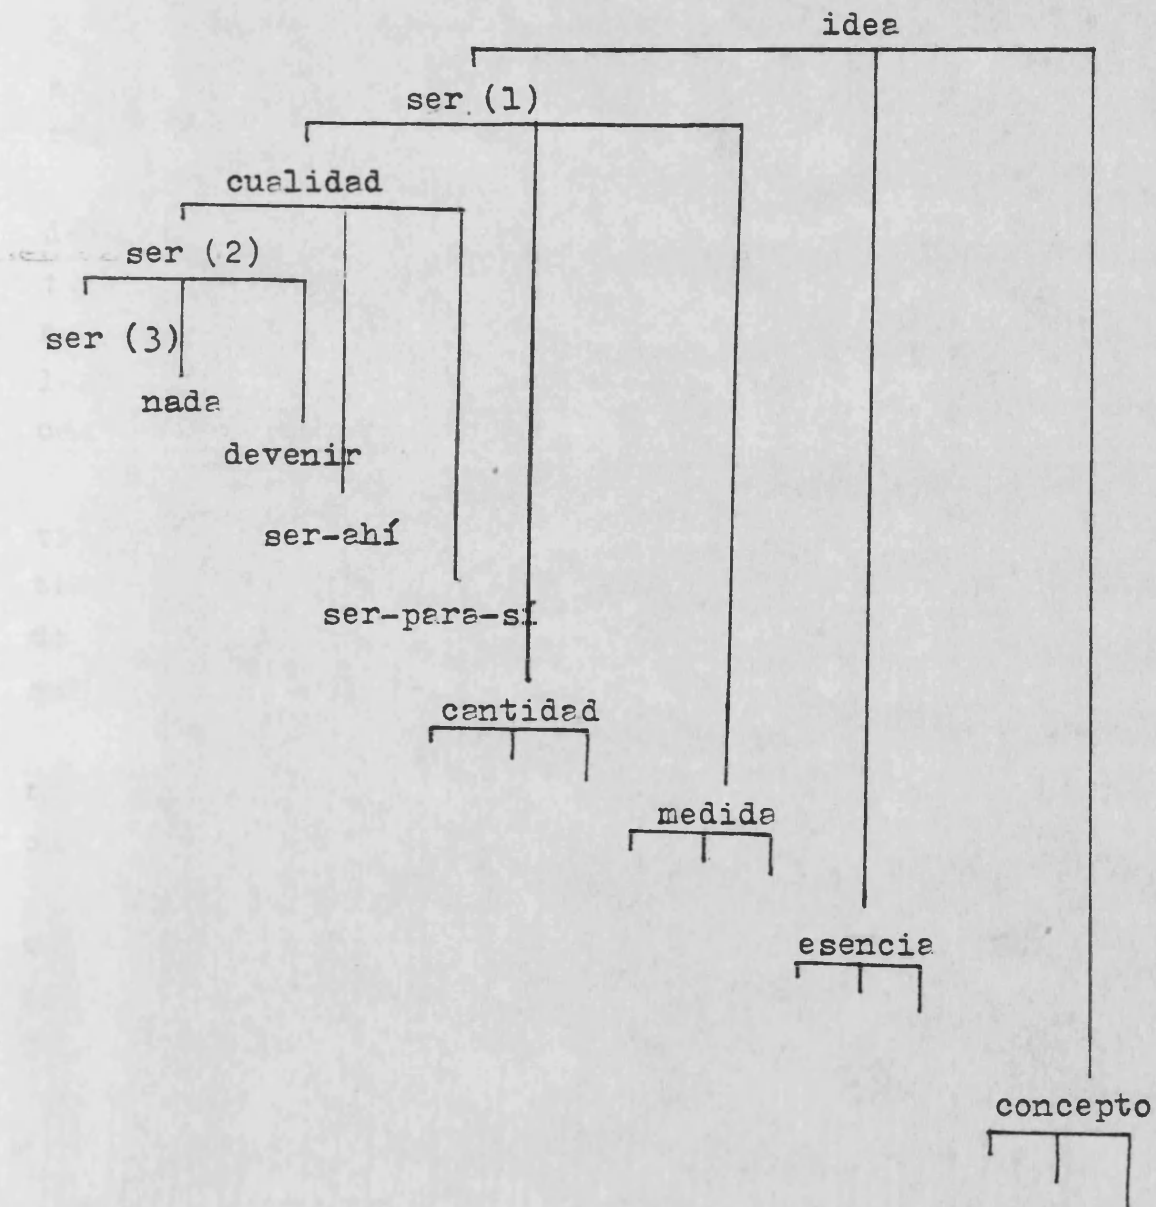 idea
ser (1)
cualidad
ser (2)
ser (3)
nada
devenir
ser-ahí
ser-para-sí
cantidad
medida
esencia
concepto